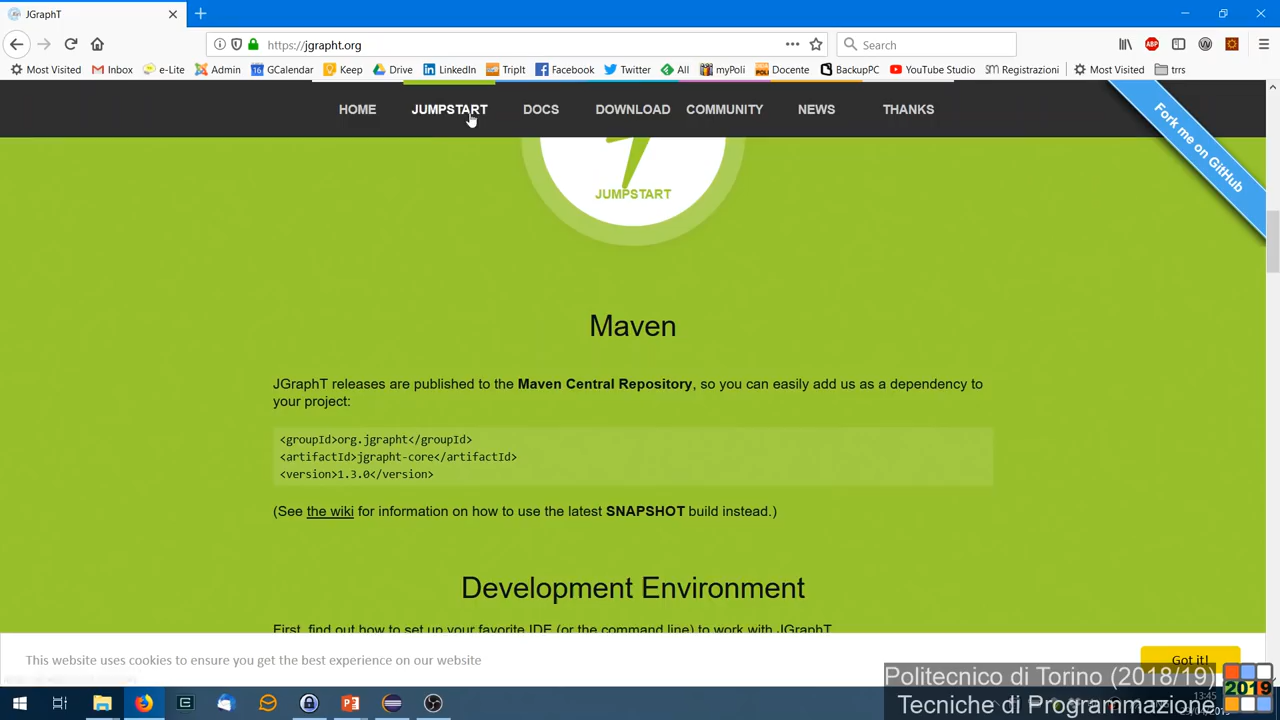 JGraphT
https://jgrapht.org
Search
Most Visited
Inbox
e-Lite
Admin
GCalendar
Keep
Drive
LinkedIn
TripIt
Facebook
Twitter
All
myPoli
Docente
BackupPC
YouTube Studio
Registrazioni
Most Visited
trrs
HOME
JUMPSTART
DOCS
DOWNLOAD
COMMUNITY
NEWS
THANKS
Fork me on GitHub
JUMPSTART
Maven
JGraphT releases are published to the Maven Central Repository, so you can easily add us as a dependency to
your project:
<groupId>org.jgrapht</groupId>
<artifactId>jgrapht-core</artifactId>
<version>1.3.0</version>
(See the wiki for information on how to use the latest SNAPSHOT build instead.)
Development Environment
First, find out how to set up your favorite IDE (or the command line) to work with JGraphT.
This website uses cookies to ensure you get the best experience on our website
Got it!
Politecnico di Torino (2018/19)
Tecniche di Programmazione
2019
13:45